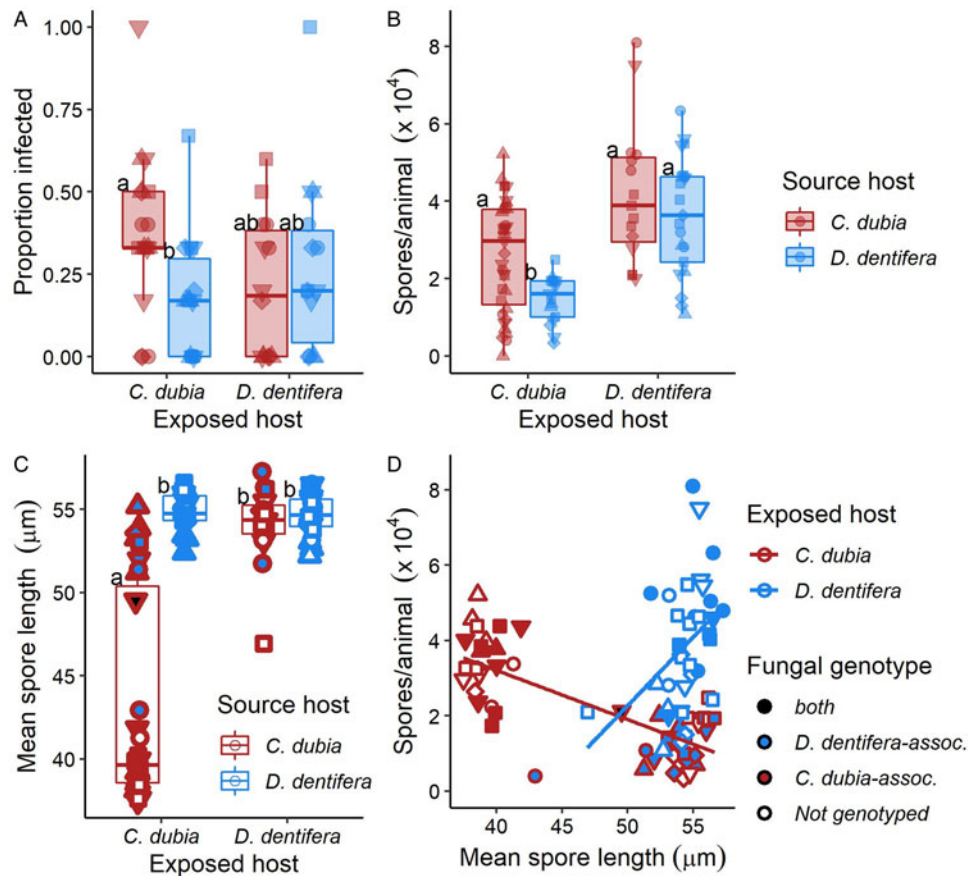 A
Proportion infected
1.00
0.75
0.50
0.25
0.00
a
b
ab
ab
C. dubia
D. dentifera
Exposed host
B
Spores/animal (x 10⁴)
8
6
4
2
0
a
b
a
a
C. dubia
D. dentifera
Exposed host
Source host
C. dubia
D. dentifera
C
Mean spore length (μm)
55
50
45
40
a
b
b
b
Source host
C. dubia
D. dentifera
C. dubia
D. dentifera
Exposed host
D
Spores/animal (x 10⁴)
8
6
4
2
0
40
45
50
55
Mean spore length (μm)
Exposed host
C. dubia
D. dentifera
Fungal genotype
both
D. dentifera-assoc.
C. dubia-assoc.
Not genotyped